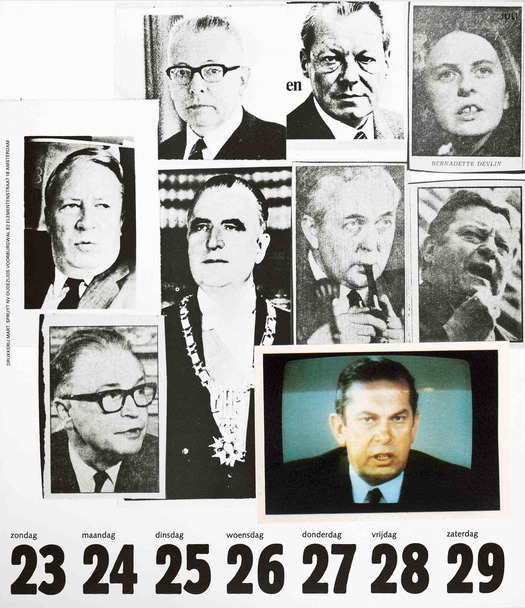 JULI
en
BERNADETTE DEVLIN
DRUKKERIJ MART. SPRUYT NV OUDEZIJDS VOORBURGWAL 82 ELEMENTENSTRAAT 18 AMSTERDAM
zondag maandag dinsdag woensdag donderdag vrijdag zaterdag
23 24 25 26 27 28 29